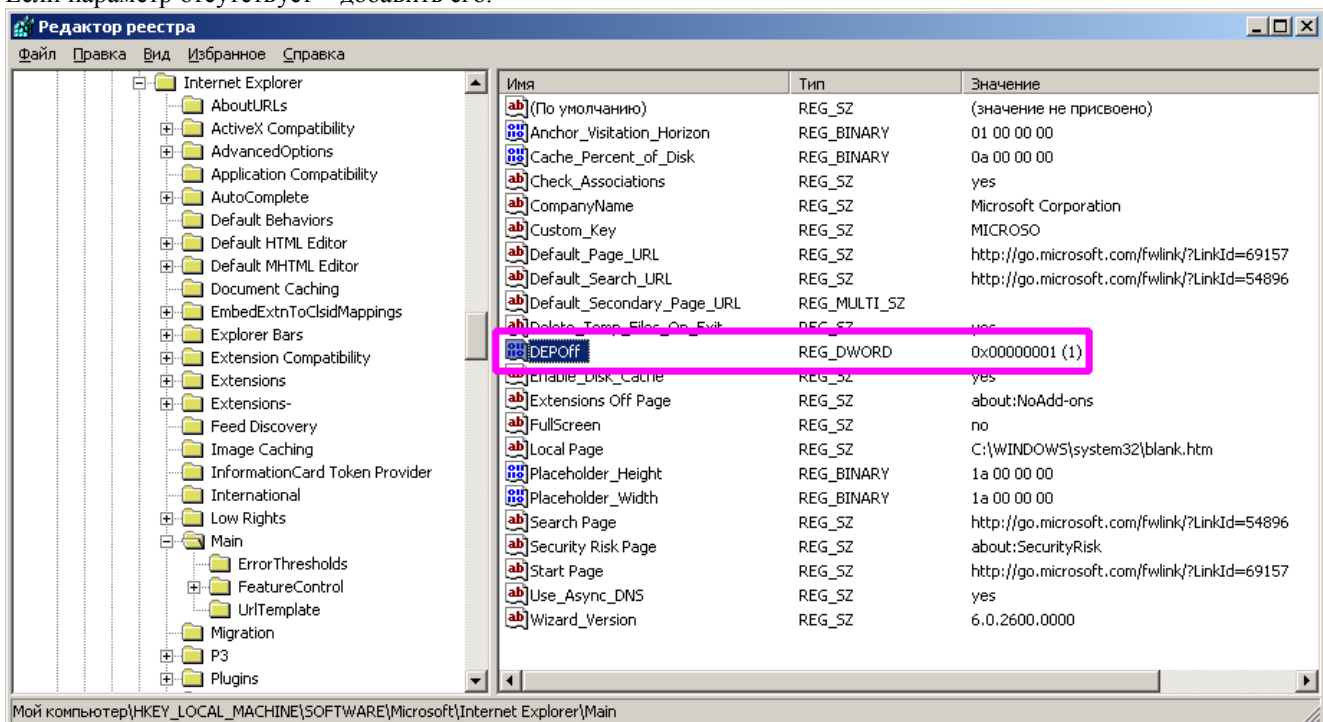 Если параметр отсутствует – добавить его.
Редактор реестра
Файл Правка Вид Избранное Справка
Internet Explorer
AboutURLs
ActiveX Compatibility
AdvancedOptions
Application Compatibility
AutoComplete
Default Behaviors
Default HTML Editor
Default MHTML Editor
Document Caching
EmbedExtnToClsidMappings
Explorer Bars
Extension Compatibility
Extensions
Extensions-
Feed Discovery
Image Caching
InformationCard Token Provider
International
Low Rights
Main
ErrorThresholds
FeatureControl
UrlTemplate
Migration
P3
Plugins
Имя Тип Значение
(По умолчанию) REG_SZ (значение не присвоено)
Anchor_Visitation_Horizon REG_BINARY 01 00 00 00
Cache_Percent_of_Disk REG_BINARY 0a 00 00 00
Check_Associations REG_SZ yes
CompanyName REG_SZ Microsoft Corporation
Custom_Key REG_SZ MICROSO
Default_Page_URL REG_SZ http://go.microsoft.com/fwlink/?LinkId=69157
Default_Search_URL REG_SZ http://go.microsoft.com/fwlink/?LinkId=54896
Default_Secondary_Page_URL REG_MULTI_SZ
Delete_Temp_Files_On_Exit REG_SZ yes
DEPOff REG_DWORD 0x00000001 (1)
Enable_Disk_Cache REG_SZ yes
Extensions Off Page REG_SZ about:NoAdd-ons
FullScreen REG_SZ no
Local Page REG_SZ C:\WINDOWS\system32\blank.htm
Placeholder_Height REG_BINARY 1a 00 00 00
Placeholder_Width REG_BINARY 1a 00 00 00
Search Page REG_SZ http://go.microsoft.com/fwlink/?LinkId=54896
Security Risk Page REG_SZ about:SecurityRisk
Start Page REG_SZ http://go.microsoft.com/fwlink/?LinkId=69157
Use_Async_DNS REG_SZ yes
Wizard_Version REG_SZ 6.0.2600.0000
Мой компьютер\HKEY_LOCAL_MACHINE\SOFTWARE\Microsoft\Internet Explorer\Main